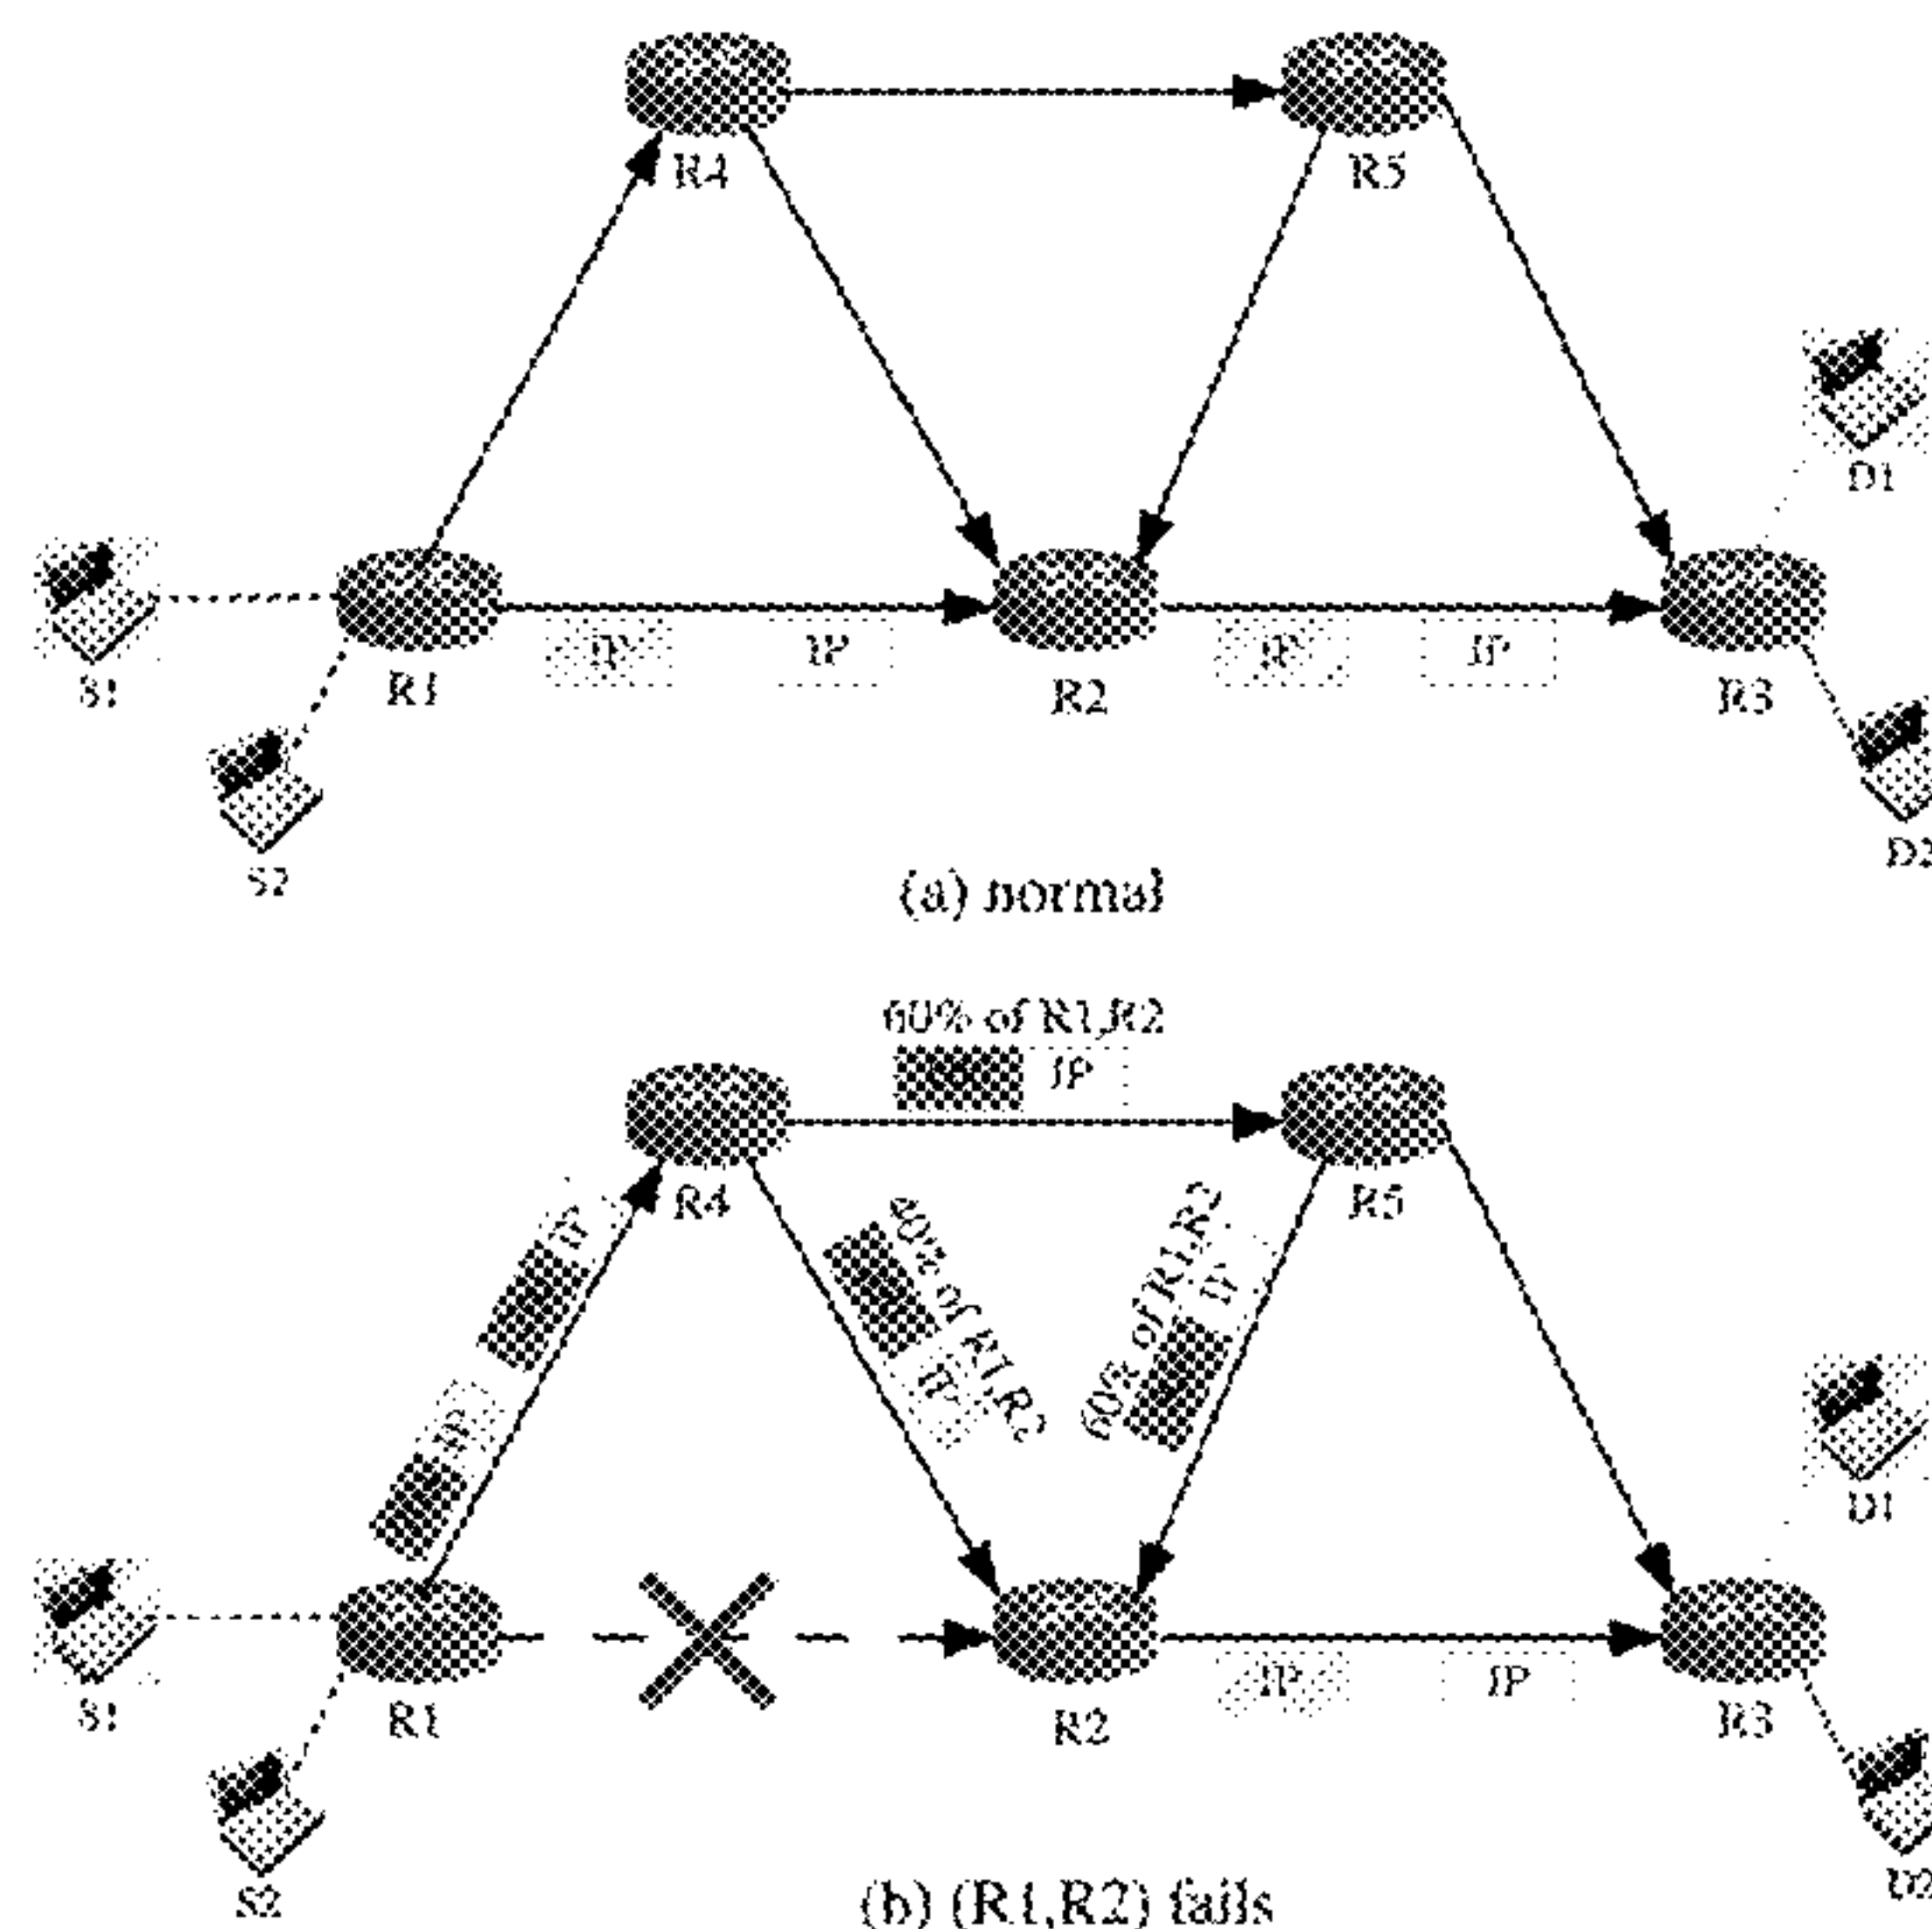 R4
R5
D1
IP
IP
IP
IP
S1
R1
R2
R3
S2
D2
(a) normal
60% of R1,R2
IP
R4
R5
IP
40% of R1,R2
IP
60% of R1,R2
IP
IP
D1
IP
IP
S1
R1
R2
R3
S2
D2
(b) (R1,R2) fails